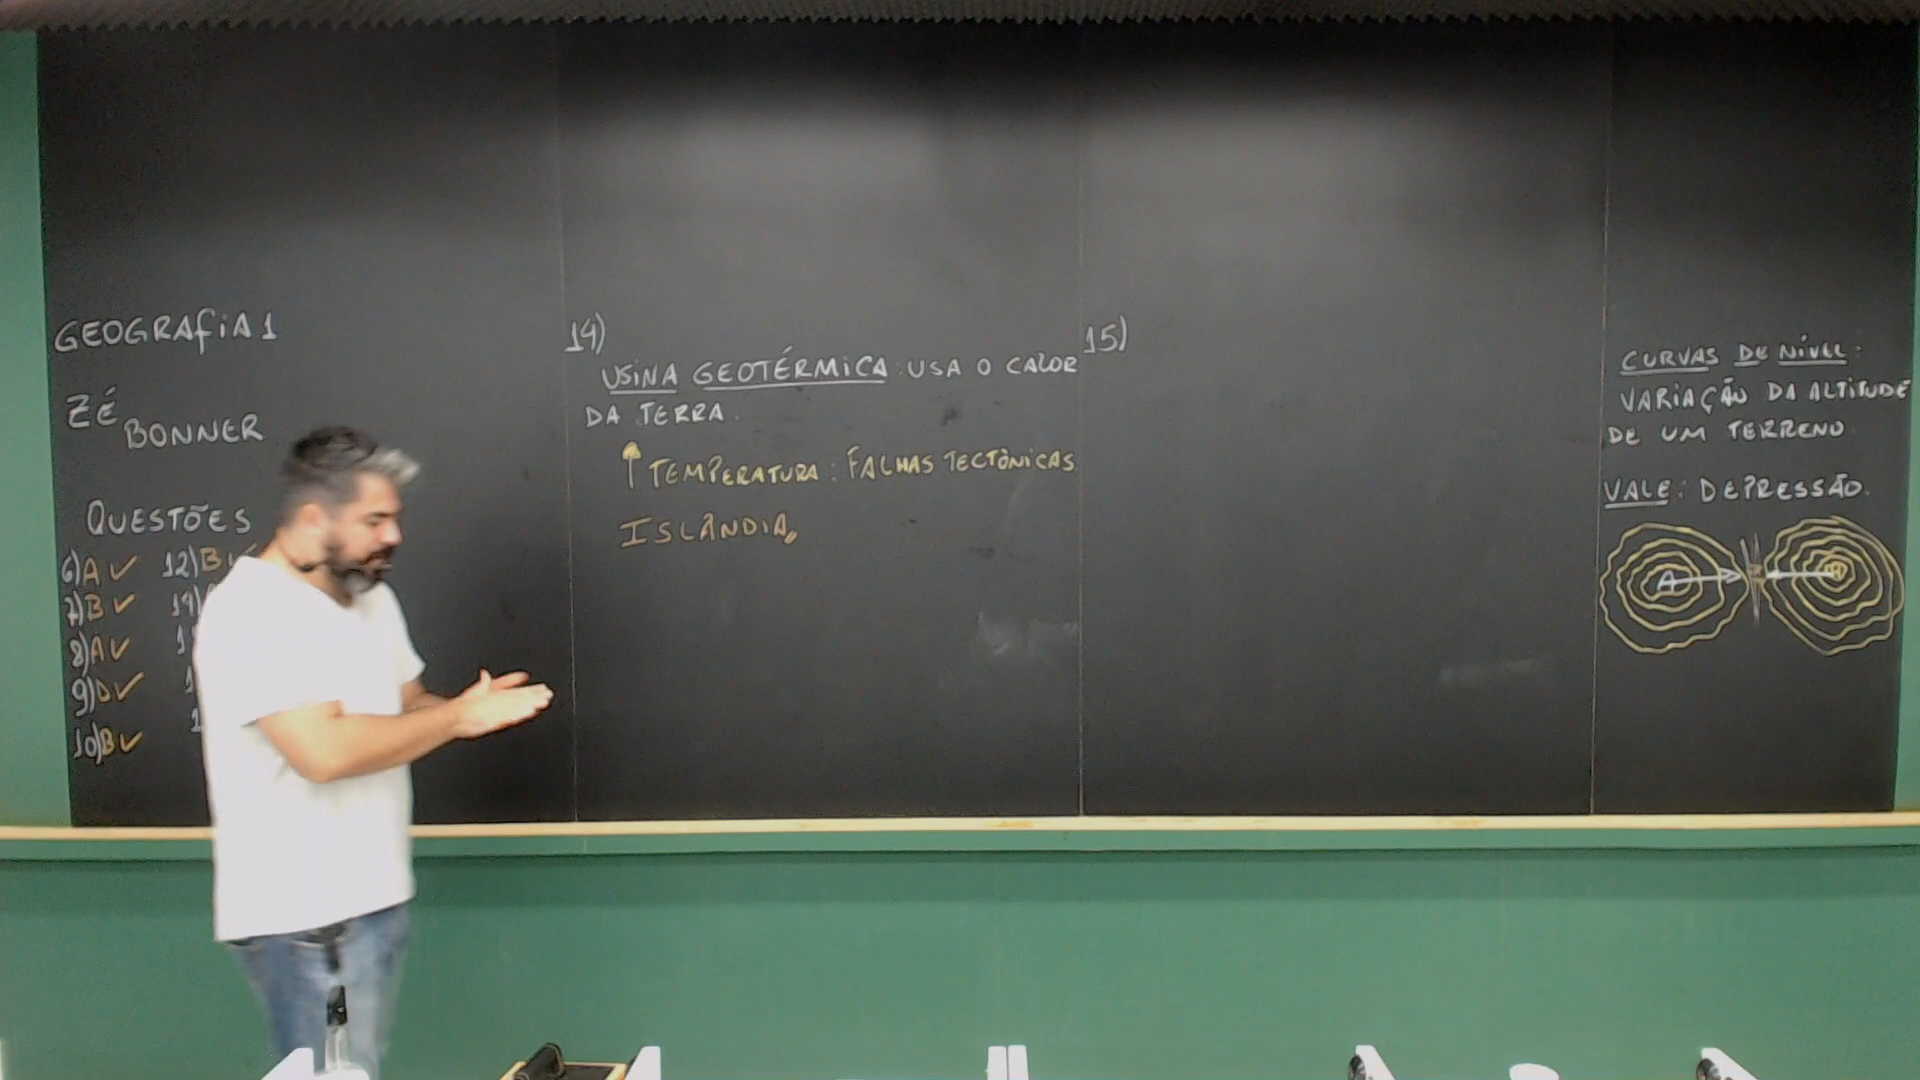 GEOGRAFIA 1
ZÉ
BONNER
QUESTÕES
6) A ✓ 12) B
7) B ✓ 14)
8) A ✓
9) D ✓
10) B ✓
14)
USINA GEOTÉRMICA: USA O CALOR
DA TERRA.
↑ TEMPERATURA: FALHAS TECTÔNICAS
ISLÂNDIA
15)
CURVAS DE NÍVEL:
VARIAÇÃO DA ALTITUDE
DE UM TERRENO
VALE: DEPRESSÃO.
A